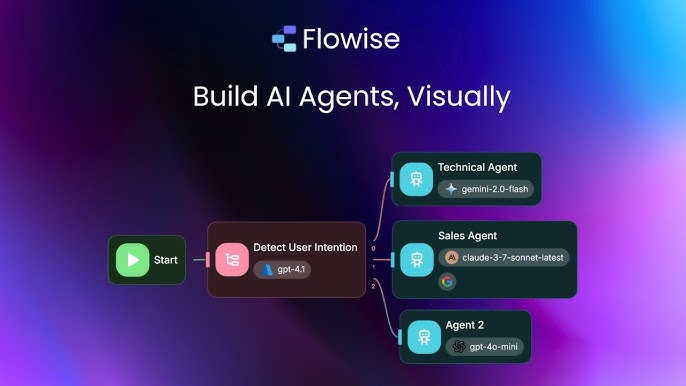 Flowise
Build AI Agents, Visually
Technical Agent
gemini-2.0-flash
Start
Detect User Intention
gpt-4.1
0
1
2
Sales Agent
claude-3-7-sonnet-latest
Agent 2
gpt-4o-mini